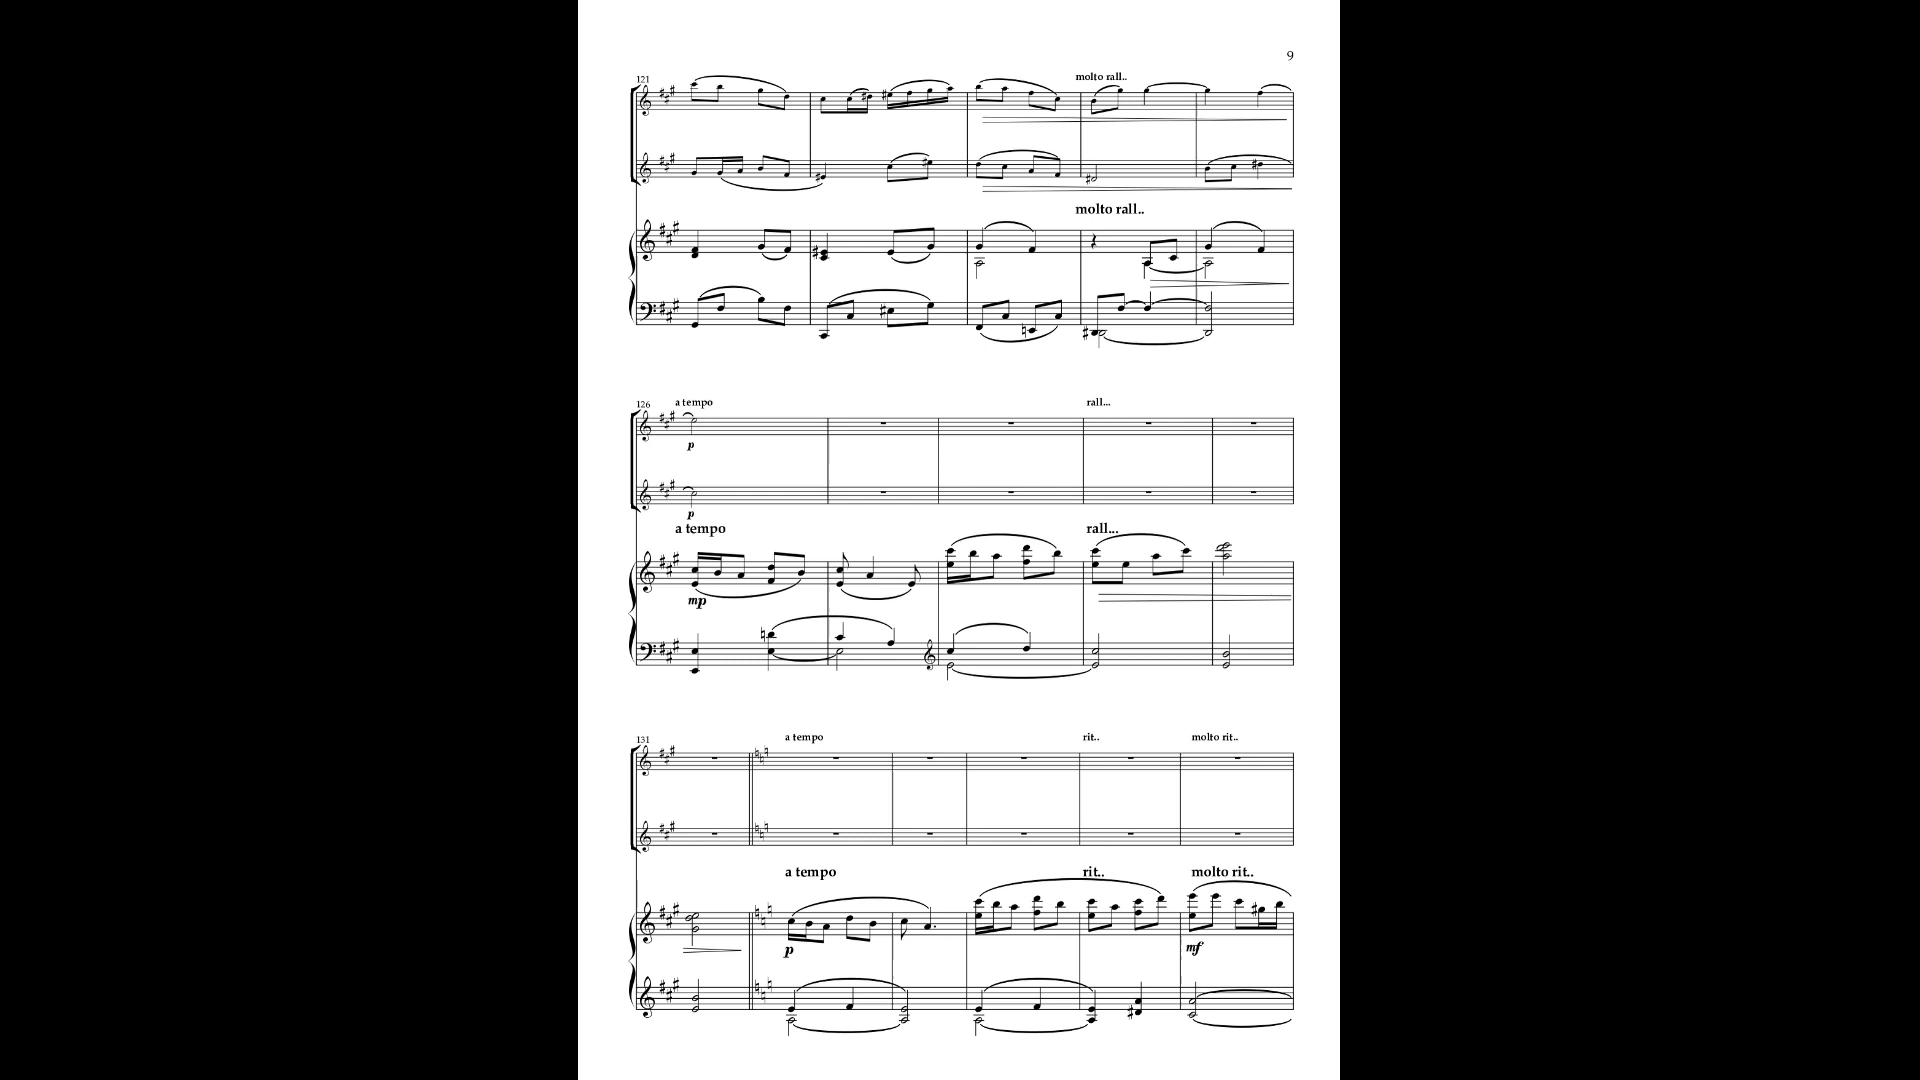 9
121
molto rall..
molto rall..
126
a tempo
rall...
p
p
a tempo
rall...
mp
131
a tempo
rit..
molto rit..
a tempo
rit..
molto rit..
p
mf